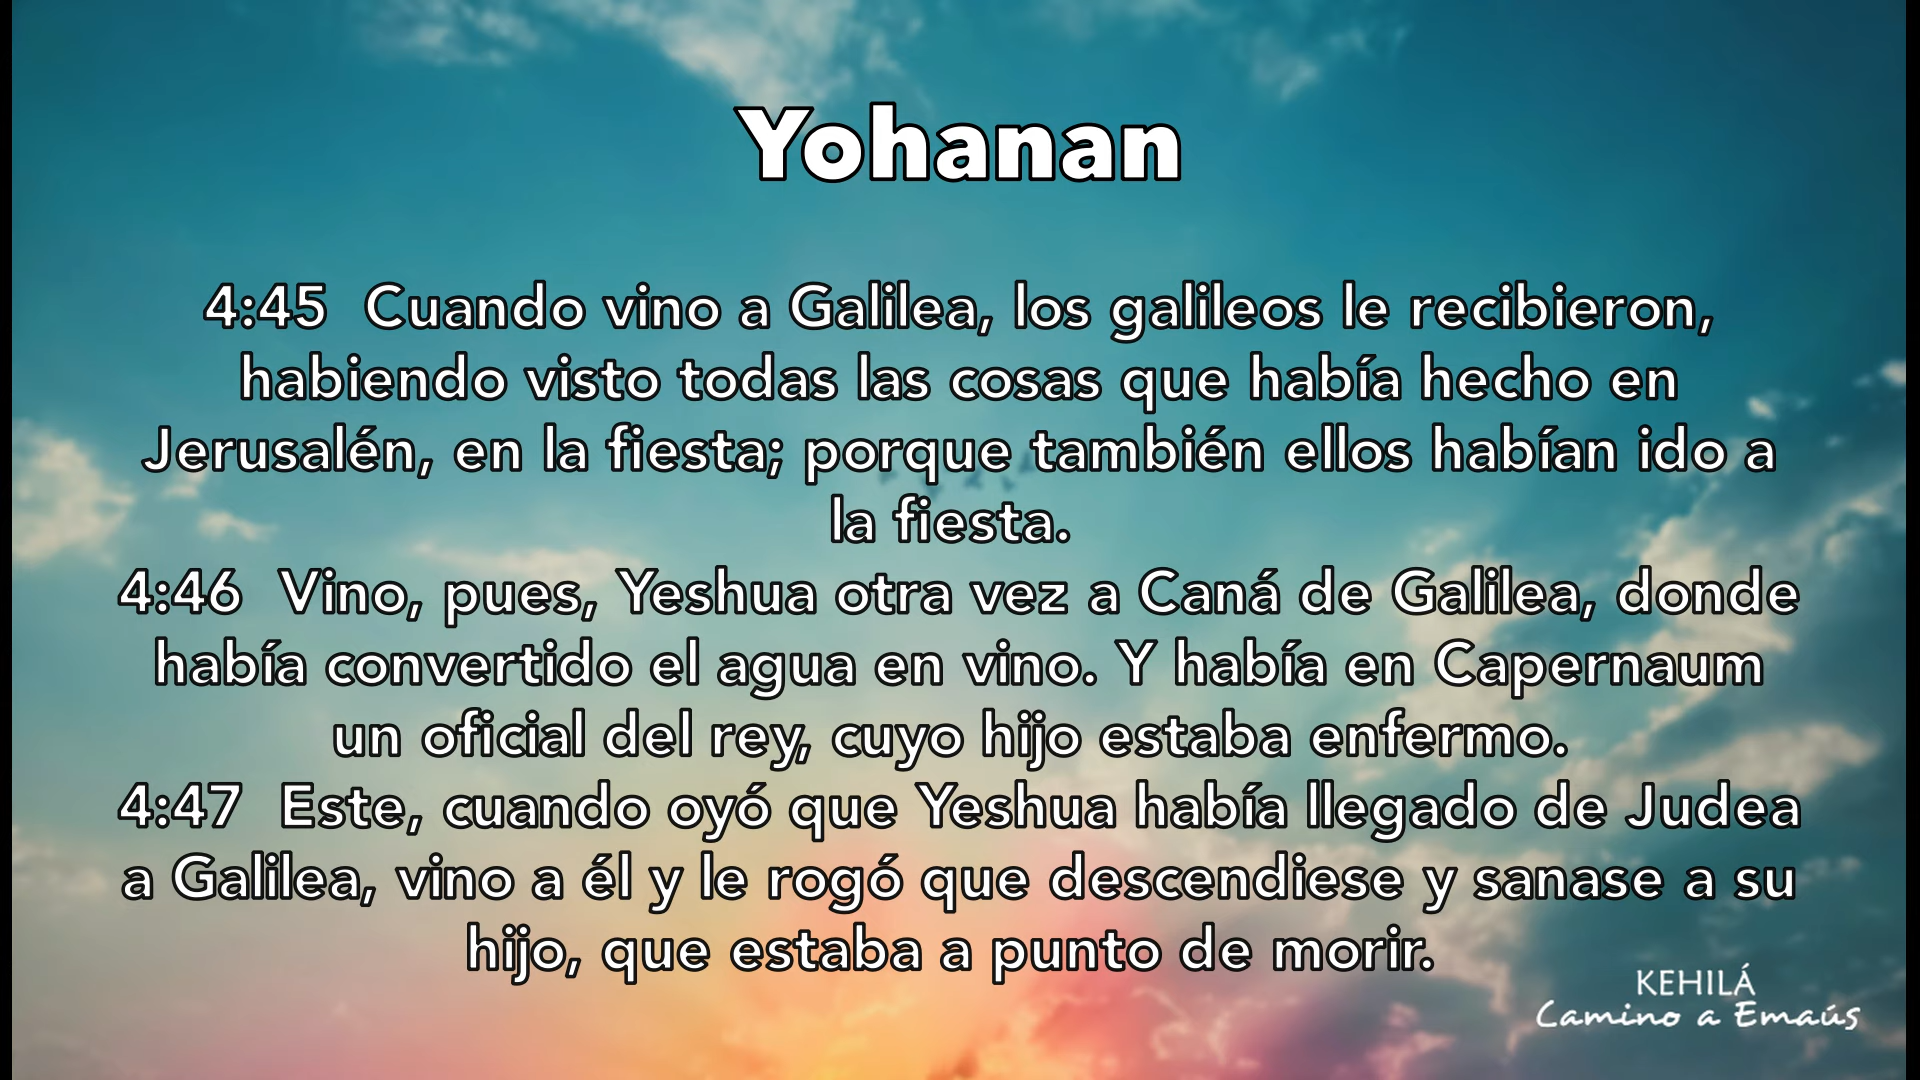 Yohanan
4:45 Cuando vino a Galilea, los galileos le recibieron,
habiendo visto todas las cosas que había hecho en
Jerusalén, en la fiesta; porque también ellos habían ido a
la fiesta.
4:46 Vino, pues, Yeshua otra vez a Caná de Galilea, donde
había convertido el agua en vino. Y había en Capernaum
un oficial del rey, cuyo hijo estaba enfermo.
4:47 Este, cuando oyó que Yeshua había llegado de Judea
a Galilea, vino a él y le rogó que descendiese y sanase a su
hijo, que estaba a punto de morir.
KEHILÁ
Camino a Emaús